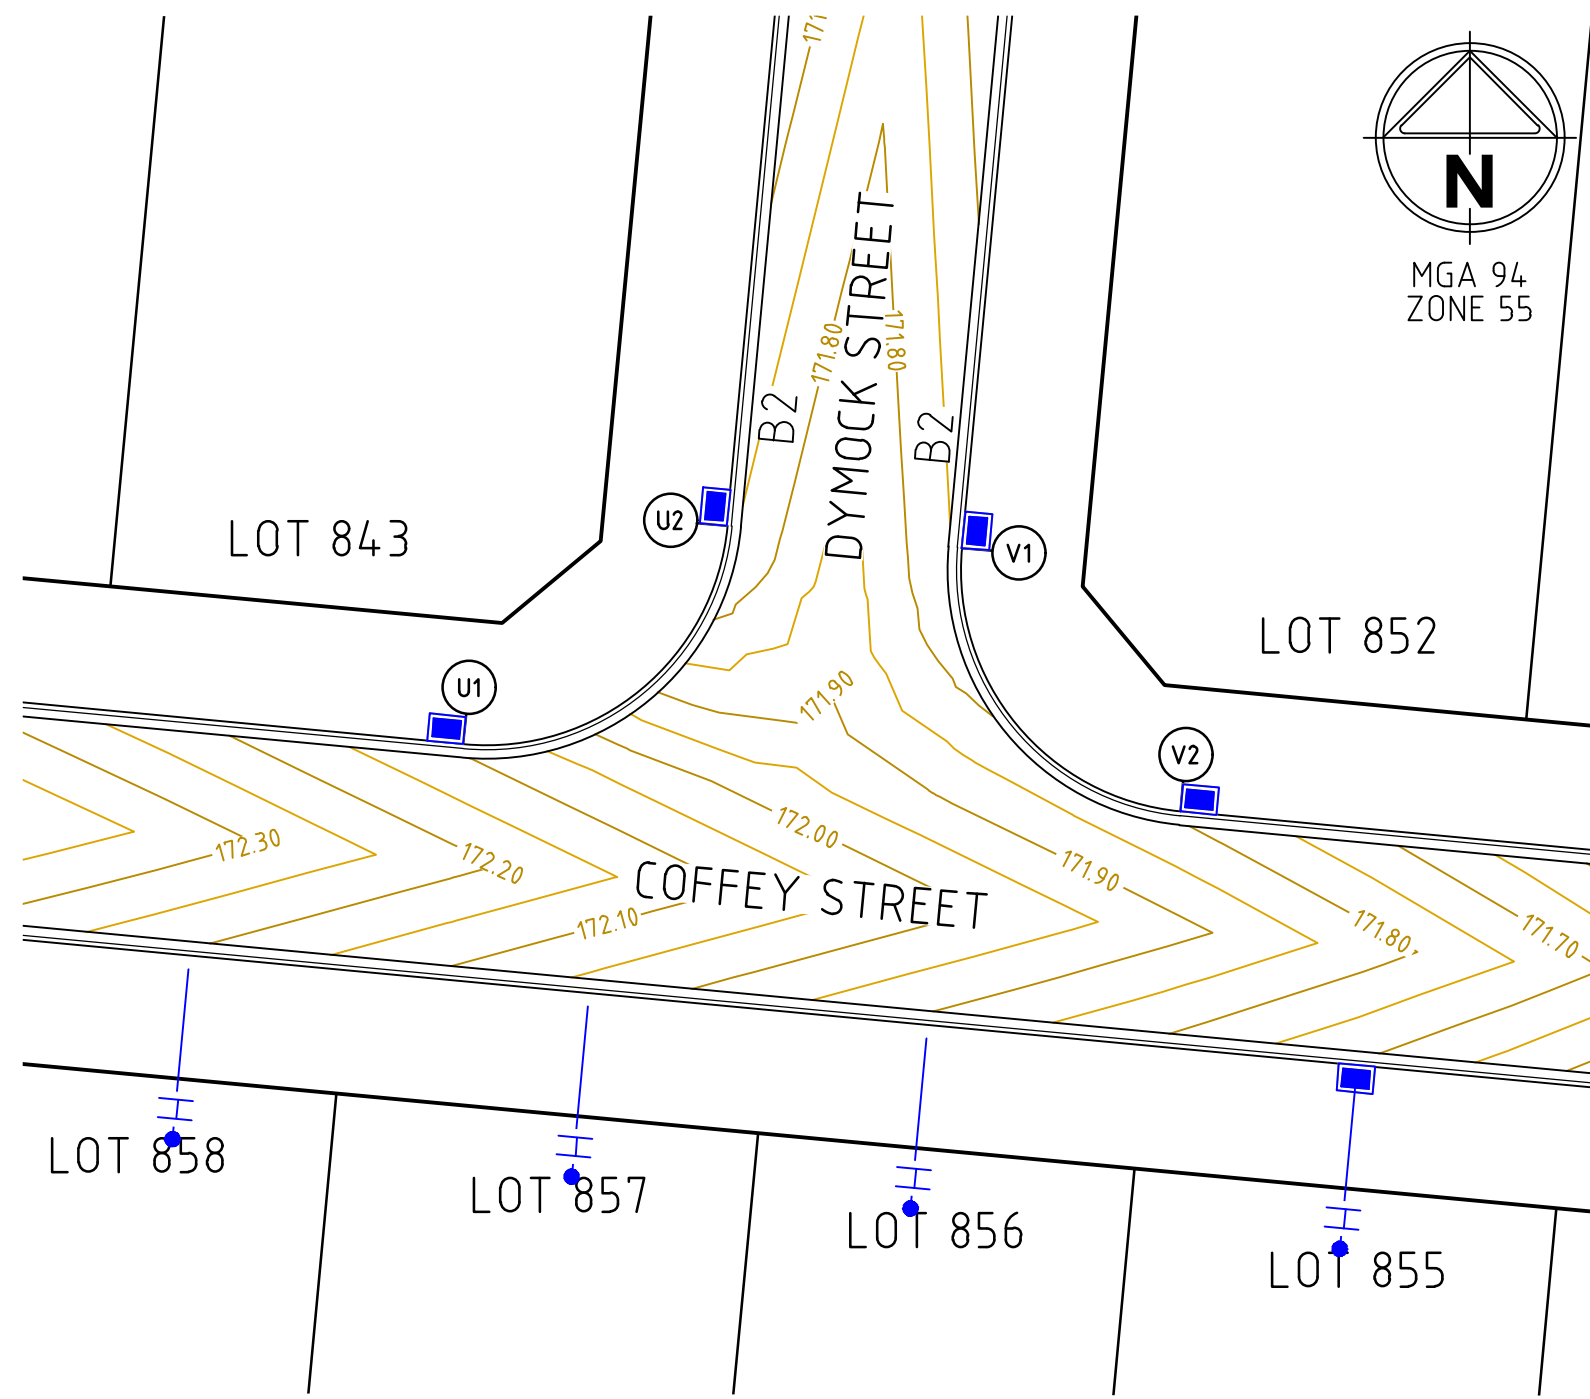 171.
N
MGA 94
ZONE 55
DYMOCK STREET
171.80
171.80
B2
B2
U2
V1
LOT 843
LOT 852
U1
171.90
V2
172.30
172.20
172.00
171.90
COFFEY STREET
172.10
171.80
171.70
LOT 858
LOT 857
LOT 856
LOT 855